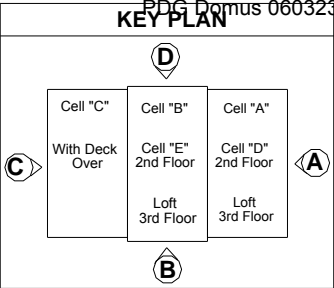 PDG Domus 060323
KEY PLAN
D
Cell "C"
With Deck
Over
Cell "B"
Cell "E"
2nd Floor
Loft
3rd Floor
Cell "A"
Cell "D"
2nd Floor
Loft
3rd Floor
C
A
B